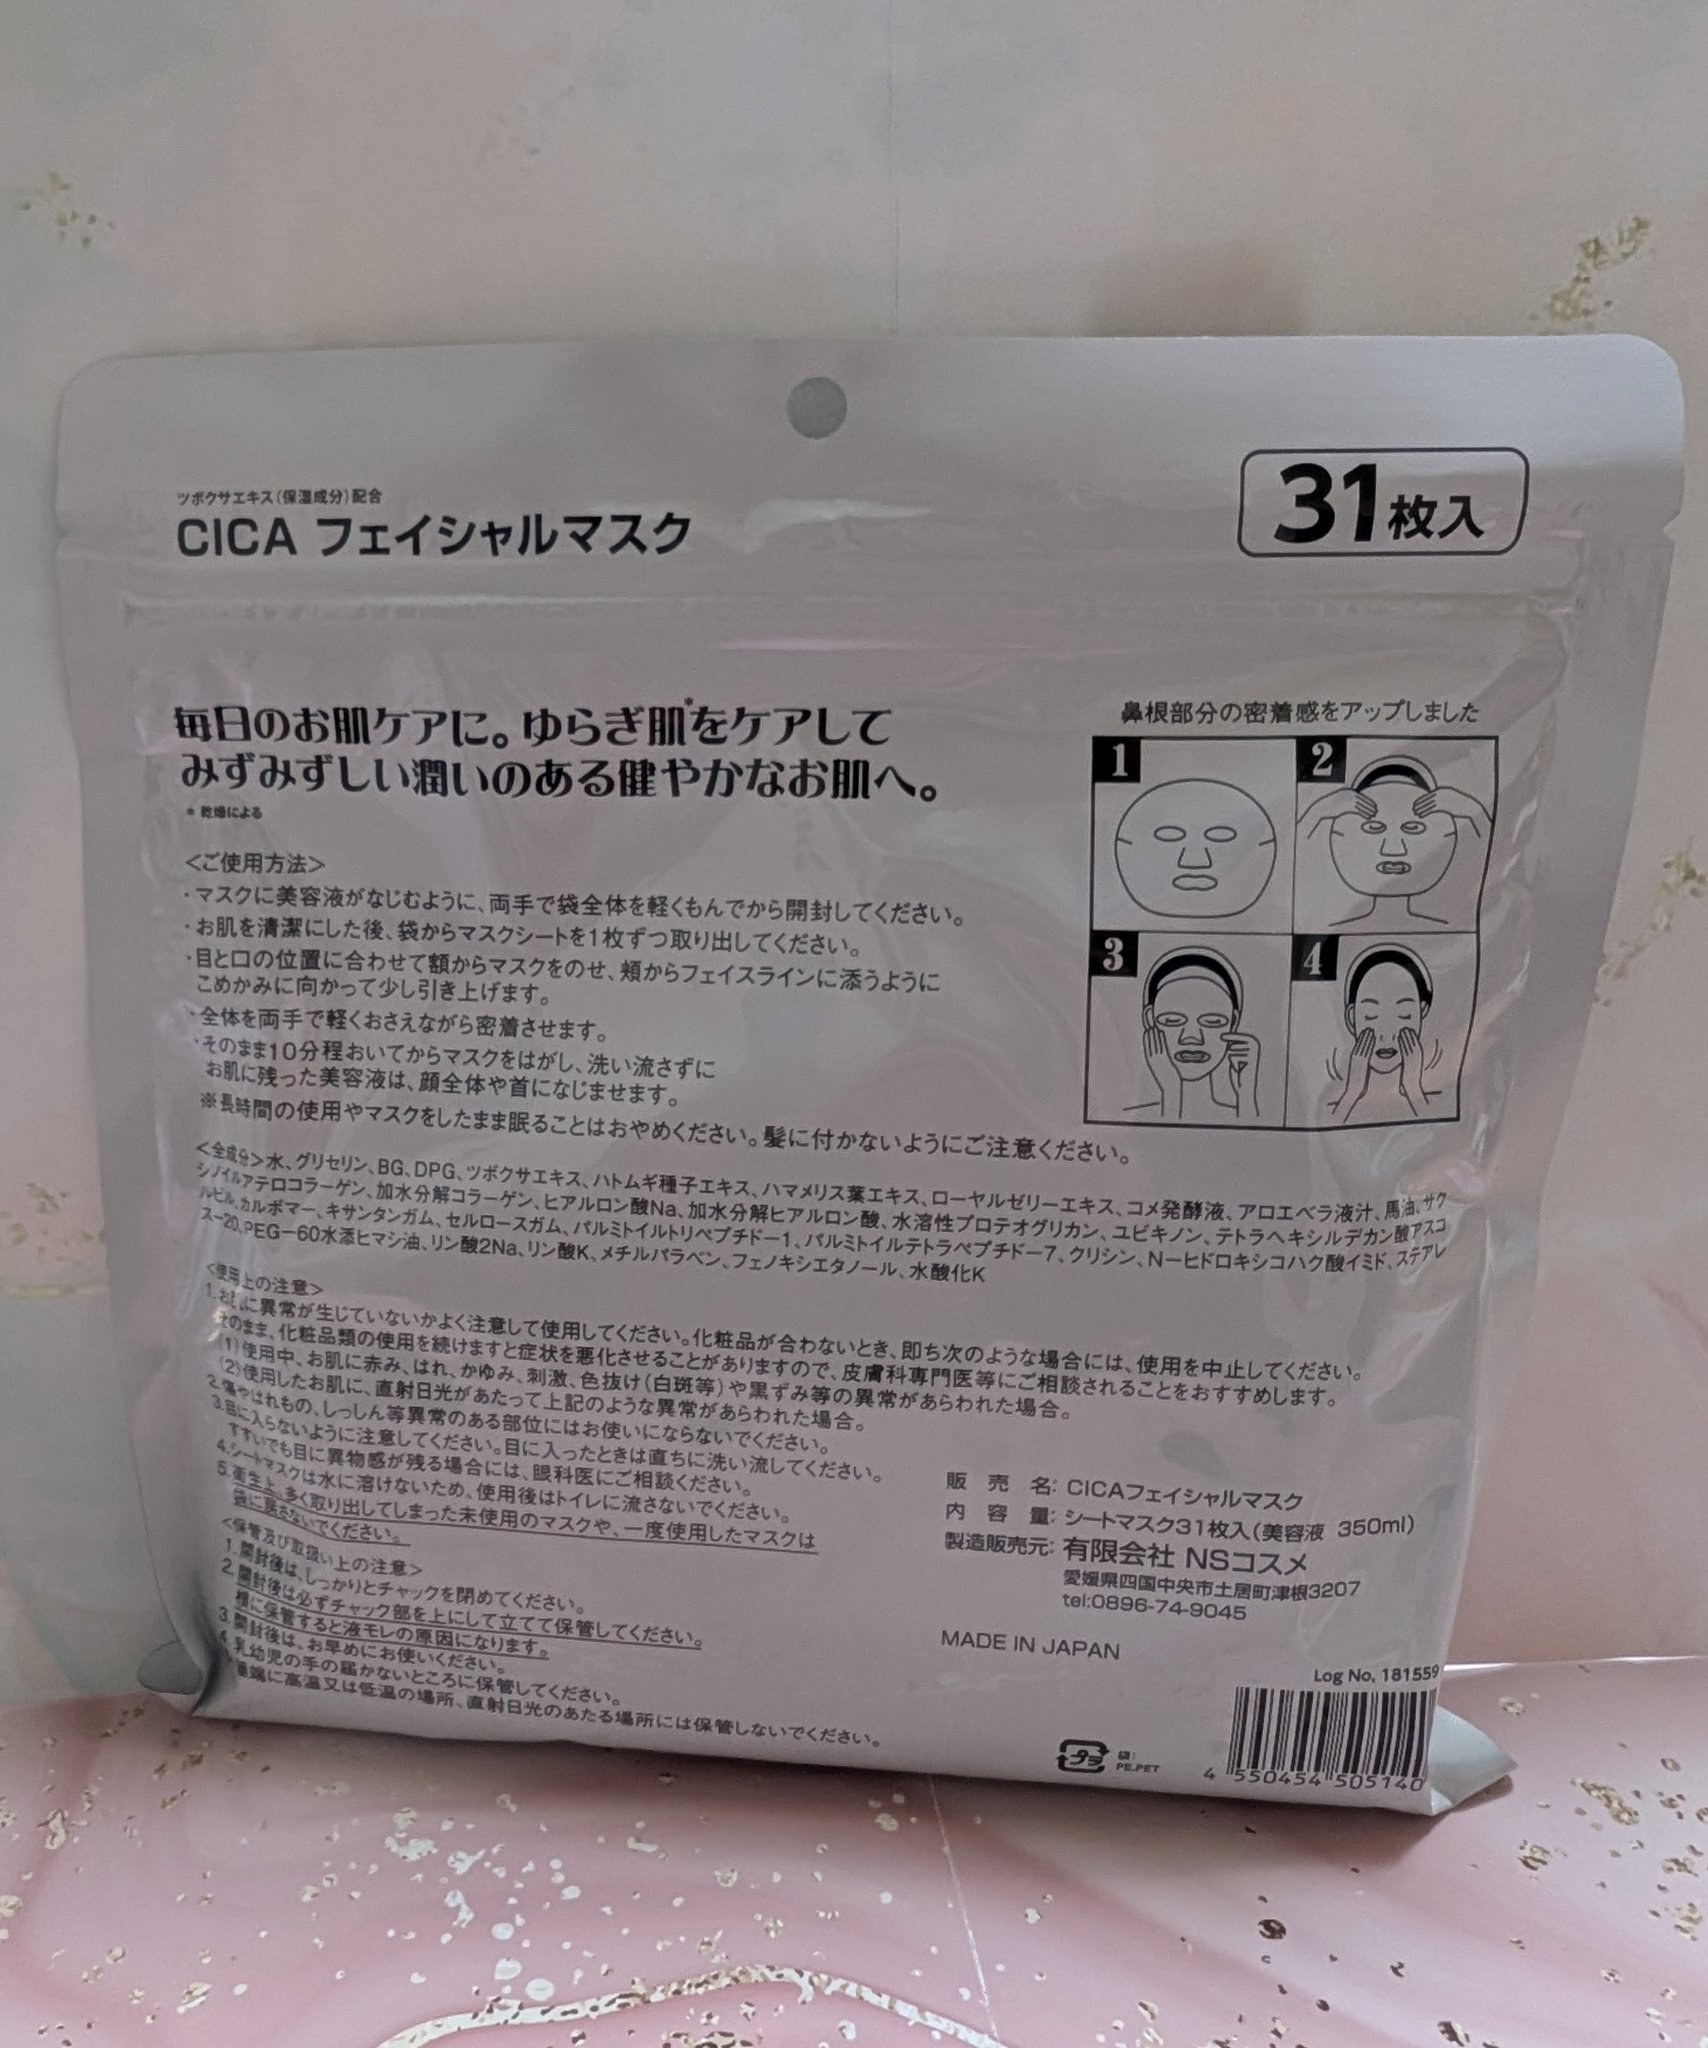 ツボクサエキス(保湿成分)配合
CICA フェイシャルマスク
31枚入
毎日のお肌ケアに。ゆらぎ肌*をケアして
みずみずしい潤いのある健やかなお肌へ。
* 乾燥による
<ご使用方法>
・マスクに美容液がなじむように、両手で袋全体を軽くもんでから開封してください。
・お肌を清潔にした後、袋からマスクシートを1枚ずつ取り出してください。
・目と口の位置に合わせて額からマスクをのせ、頬からフェイスラインに添うように
こめかみに向かって少し引き上げます。
・全体を両手で軽くおさえながら密着させます。
・そのまま10分程おいてからマスクをはがし、洗い流さずに
お肌に残った美容液は、顔全体や首になじませます。
※長時間の使用やマスクをしたまま眠ることはおやめください。髪に付かないようにご注意ください。
鼻根部分の密着感をアップしました
1
2
3
4
<全成分>水、グリセリン、BG、DPG、ツボクサエキス、ハトムギ種子エキス、ハマメリス葉エキス、ローヤルゼリーエキス、コメ発酵液、アロエベラ液汁、馬油、サク
シノイルアテロコラーゲン、加水分解コラーゲン、ヒアルロン酸Na、加水分解ヒアルロン酸、水溶性プロテオグリカン、ユビキノン、テトラヘキシルデカン酸アスコ
ルビル、カルボマー、キサンタンガム、セルロースガム、パルミトイルトリペプチドー1、パルミトイルテトラペプチドー7、クリシン、Nーヒドロキシコハク酸イミド、ステアレ
スー20、PEGー60水添ヒマシ油、リン酸2Na、リン酸K、メチルパラベン、フェノキシエタノール、水酸化K
<使用上の注意>
1.お肌に異常が生じていないかよく注意して使用してください。化粧品が合わないとき、即ち次のような場合には、使用を中止してください。
そのまま、化粧品類の使用を続けますと症状を悪化させることがありますので、皮膚科専門医等にご相談されることをおすすめします。
(1)使用中、お肌に赤み、はれ、かゆみ、刺激、色抜け(白斑等)や黒ずみ等の異常があらわれた場合。
(2)使用したお肌に、直射日光があたって上記のような異常があらわれた場合。
2.傷やはれもの、しっしん等異常のある部位にはお使いにならないでください。
3.目に入らないように注意してください。目に入ったときは直ちに洗い流してください。
すすいでも目に異物感が残る場合には、眼科医にご相談ください。
4.シートマスクは水に溶けないため、使用後はトイレに流さないでください。
5.衛生上、多く取り出してしまった未使用のマスクや、一度使用したマスクは
袋に戻さないでください。
<保管及び取扱い上の注意>
1.開封後は、しっかりとチャックを閉めてください。
2.開封後は必ずチャック部を上にして立てて保管してください。
横に保管すると液モレの原因になります。
3.開封後は、お早めにお使いください。
4.乳幼児の手の届かないところに保管してください。
極端に高温又は低温の場所、直射日光のあたる場所には保管しないでください。
販売名: CICAフェイシャルマスク
内容量: シートマスク31枚入(美容液 350ml)
製造販売元: 有限会社 NSコスメ
愛媛県四国中央市土居町津根3207
tel:0896-74-9045
MADE IN JAPAN
Log No, 181559
プラ
袋:
PE.PET
4 550454 505140